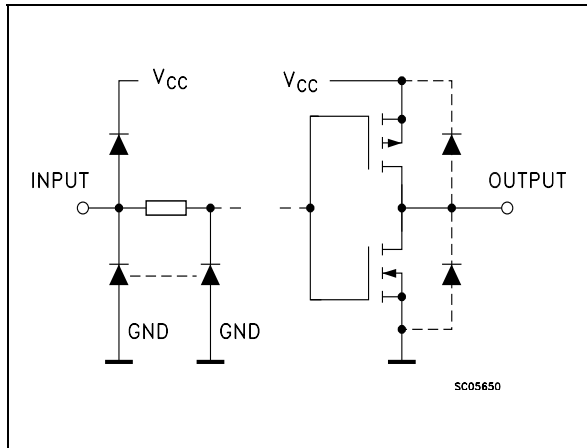 VCC
VCC
INPUT
OUTPUT
GND
GND
SC05650